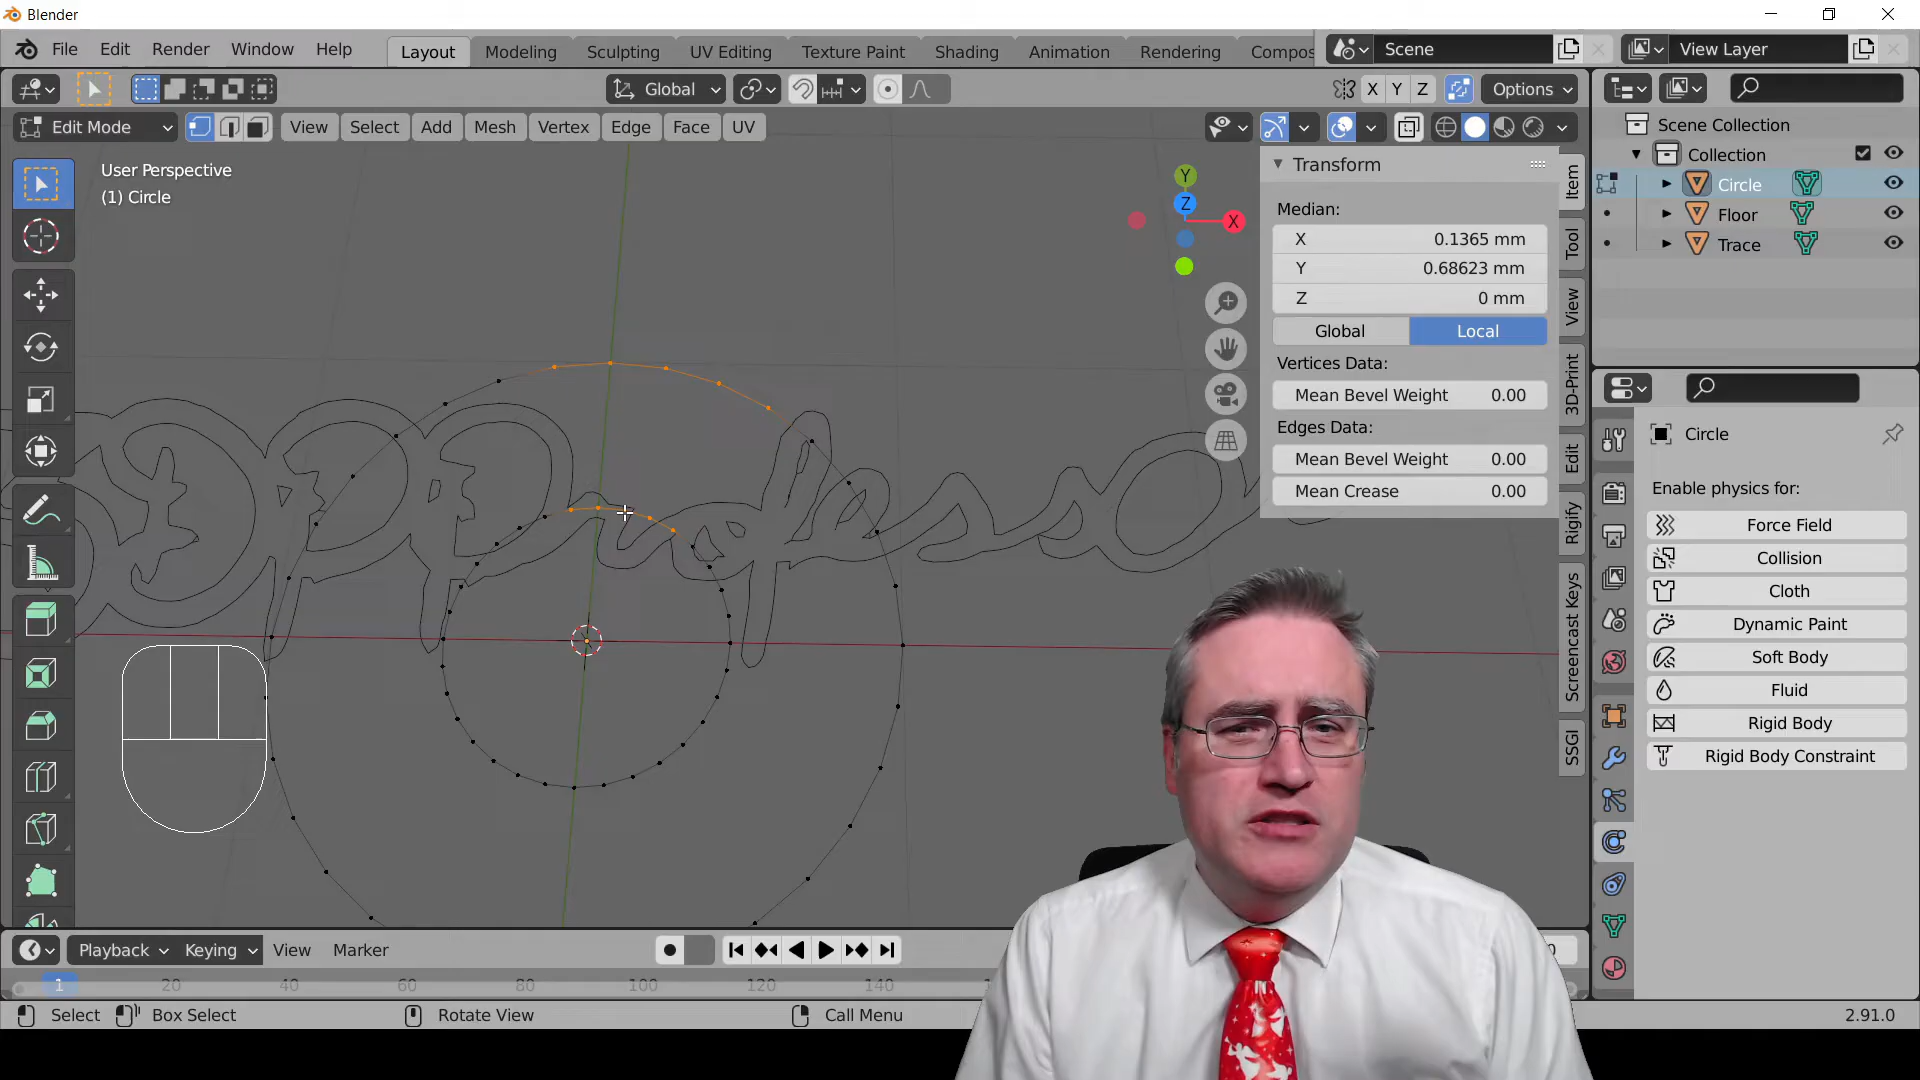 Blender
File Edit Render Window Help Layout Modeling Sculpting UV Editing Texture Paint Shading Animation Rendering Compos Scene View Layer
Global X Y Z Options
Edit Mode View Select Add Mesh Vertex Edge Face UV
User Perspective
(1) Circle
Y
Z
X
Transform
Median:
X 0.1365 mm
Y 0.68623 mm
Z 0 mm
Global Local
Vertices Data:
Mean Bevel Weight 0.00
Edges Data:
Mean Bevel Weight 0.00
Mean Crease 0.00
Item
Tool
View
3D-Print
Edit
Rigify
Screencast Keys
SSGI
Scene Collection
Collection
Circle
Floor
Trace
Circle
Enable physics for:
Force Field
Collision
Cloth
Dynamic Paint
Soft Body
Fluid
Rigid Body
Rigid Body Constraint
Playback Keying View Marker
1 20 40 60 80 100 120 140
Select Box Select Rotate View Call Menu 2.91.0